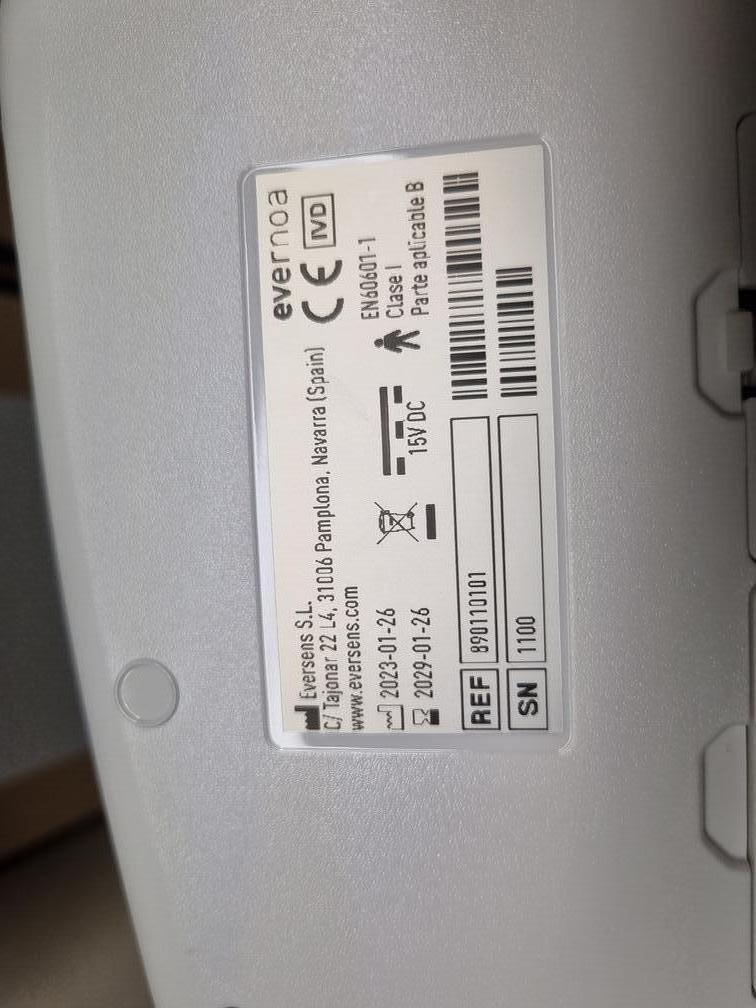 Eversens S.L.
C/ Tajonar 22 L4, 31006 Pamplona, Navarra (Spain)
www.eversens.com
evernoa
CE IVD
2023-01-26
2029-01-26
15V DC
EN60601-1
Clase I
Parte aplicable B
REF 890110101
SN 1100